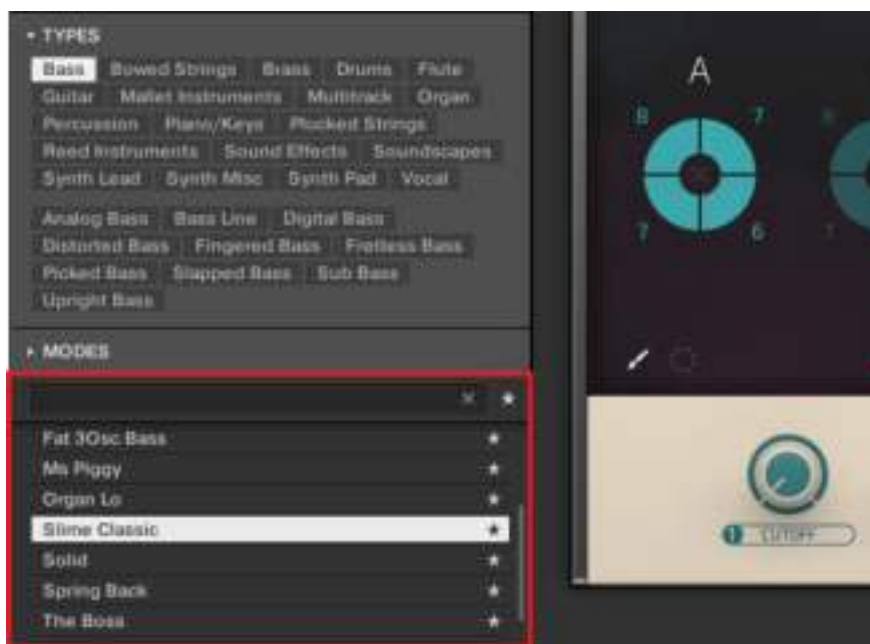 TYPES
Bass Bowed Strings Brass Drums Flute
Guitar Mallet Instruments Multitrack Organ
Percussion Piano/Keys Plucked Strings
Reed Instruments Sound Effects Soundscapes
Synth Lead Synth Misc Synth Pad Vocal
Analog Bass Bass Line Digital Bass
Distorted Bass Fingered Bass Fretless Bass
Picked Bass Slapped Bass Sub Bass
Upright Bass
MODES
Fat 3Osc Bass
Ms Piggy
Organ Lo
Slime Classic
Solid
Spring Back
The Boss
A
8 7
7 6
1 CUTOFF